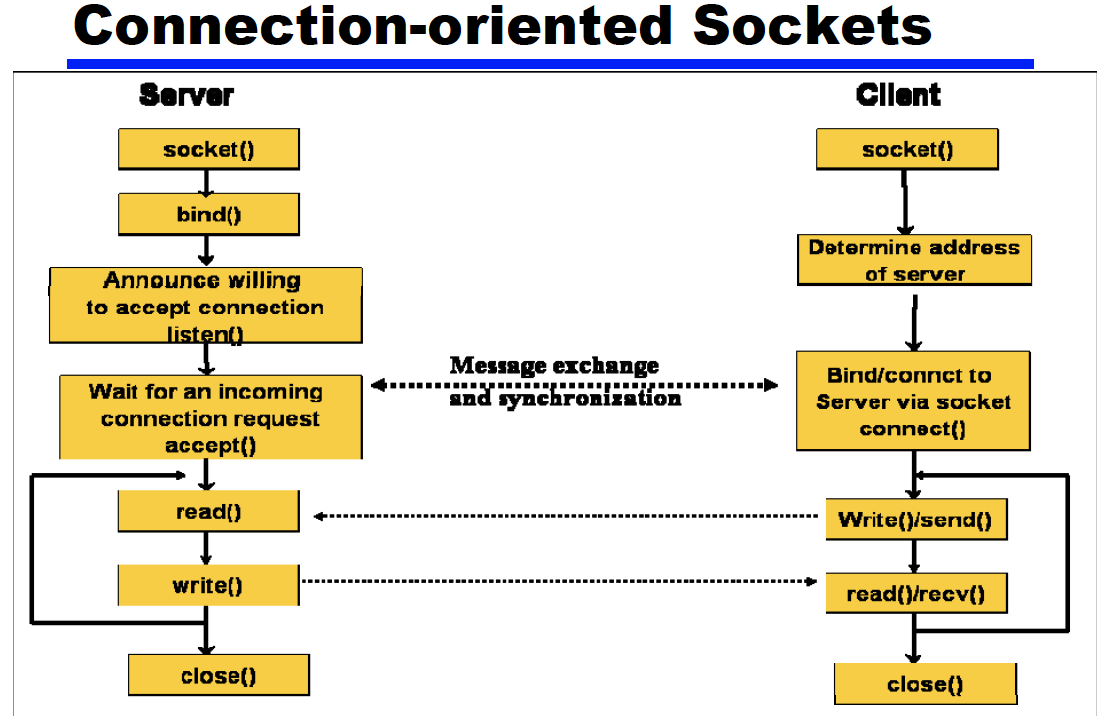 Connection-oriented Sockets
Server
socket()
bind()
Announce willing
to accept connection
listen()
Wait for an incoming
connection request
accept()
read()
write()
close()
Message exchange
and synchronization
Client
socket()
Determine address
of server
Bind/connct to
Server via socket
connect()
Write()/send()
read()/recv()
close()